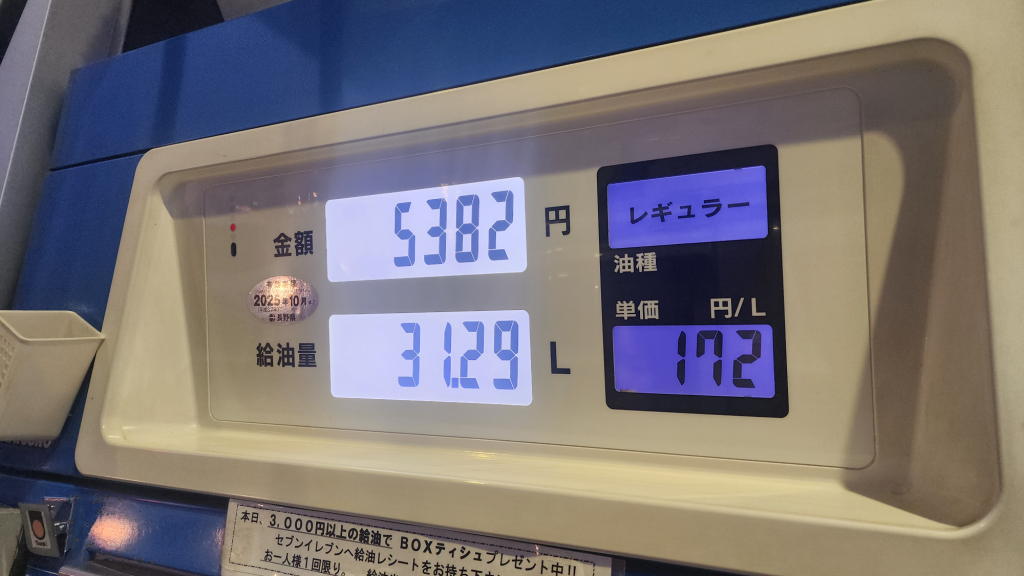 金額 5382 円
2025年10月
長野県
給油量 31.29 L
レギュラー
油種
単価 円/L
172
本日、3,000円以上の給油で BOXティシュプレゼント中!!
セブンイレブンへ給油レシートをお持ち下
お一人様1回限り。